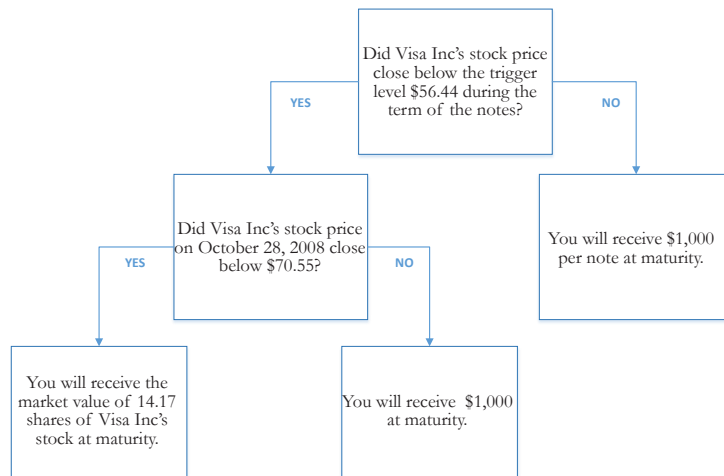 Did Visa Inc's stock price
close below the trigger
level $56.44 during the
term of the notes?
YES
NO
Did Visa Inc's stock price
on October 28, 2008 close
below $70.55?
You will receive $1,000
per note at maturity.
YES
NO
You will receive the
market value of 14.17
shares of Visa Inc's
stock at maturity.
You will receive $1,000
at maturity.